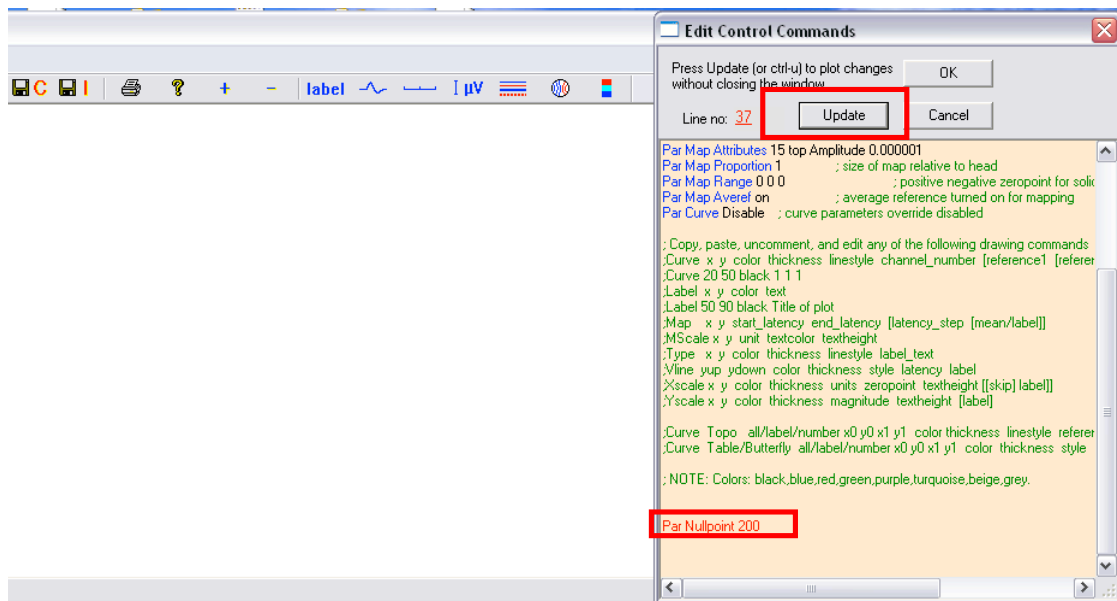 Edit Control Commands
Press Update (or ctrl-u) to plot changes
without closing the window
OK
C I ? + - label I µV
Line no: 37
Update
Cancel
Par Map Attributes 15 top Amplitude 0.000001
Par Map Proportion 1 ; size of map relative to head
Par Map Range 0 0 0 ; positive negative zeropoint for solid
Par Map Averef on ; average reference turned on for mapping
Par Curve Disable ; curve parameters override disabled
; Copy, paste, uncomment, and edit any of the following drawing commands
;Curve x y color thickness linestyle channel_number [reference1 [referen
;Curve 20 50 black 1 1 1
;Label x y color text
;Label 50 90 black Title of plot
;Map x y start_latency end_latency [latency_step [mean/label]]
;MScale x y unit textcolor textheight
;Type x y color thickness linestyle label_text
;Vline yup ydown color thickness style latency label
;Xscale x y color thickness units zeropoint textheight [[skip] label]]
;Yscale x y color thickness magnitude textheight [label]
;Curve Topo all/label/number x0 y0 x1 y1 color thickness linestyle referen
;Curve Table/Butterfly all/label/number x0 y0 x1 y1 color thickness style
; NOTE: Colors: black,blue,red,green,purple,turquoise,beige,grey.
Par Nullpoint 200